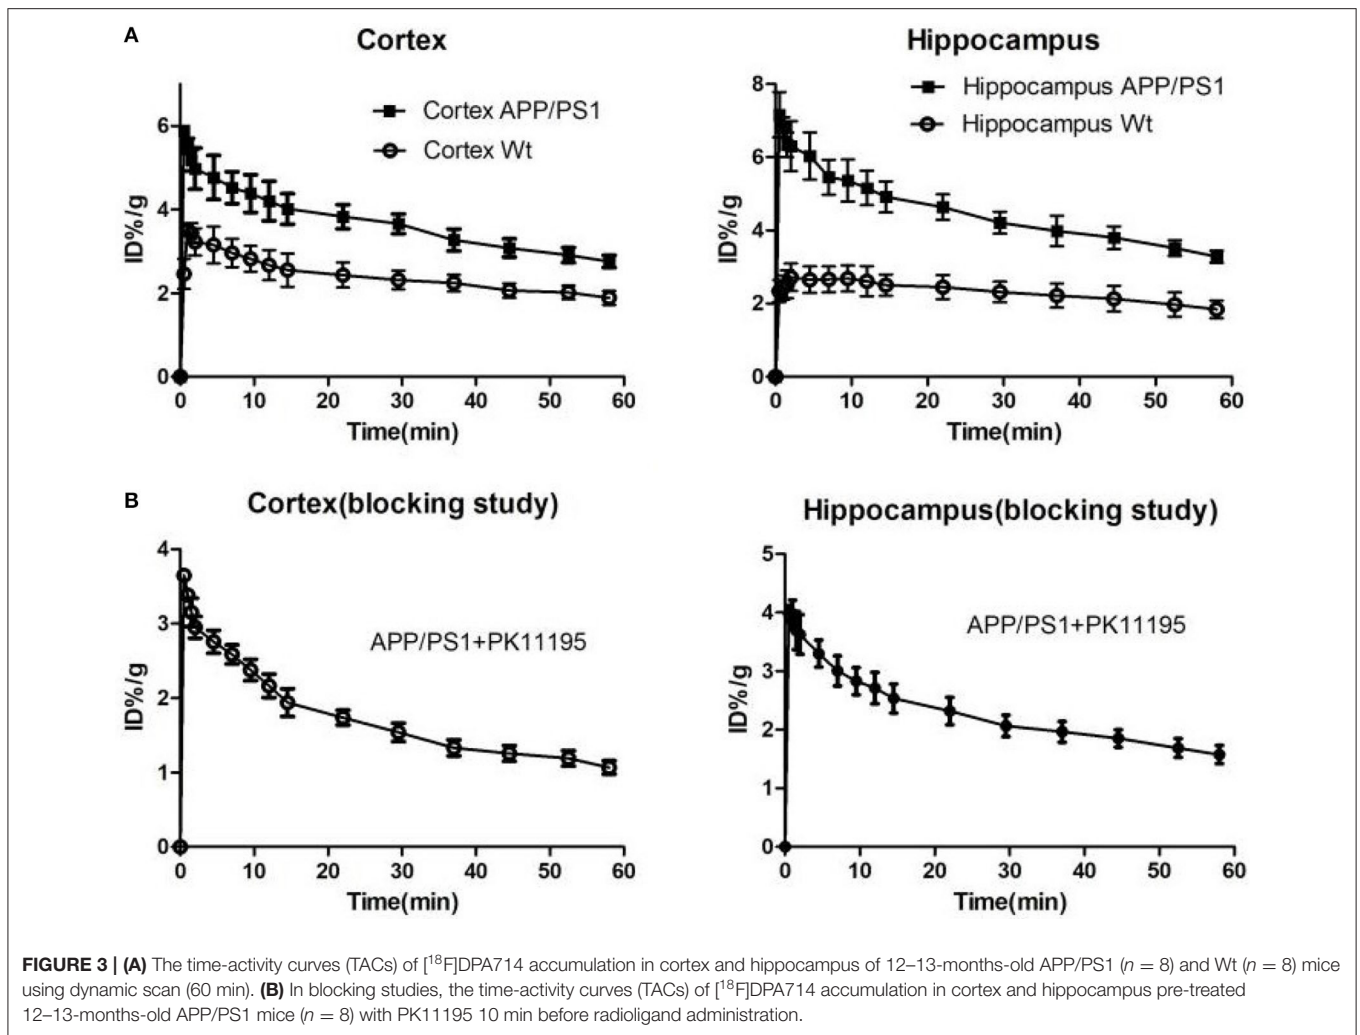 A
Cortex
Cortex APP/PS1
Cortex Wt
ID%/g
6
4
2
0
0 10 20 30 40 50 60
Time(min)
Hippocampus
Hippocampus APP/PS1
Hippocampus Wt
ID%/g
8
6
4
2
0
0 10 20 30 40 50 60
Time(min)
B
Cortex(blocking study)
APP/PS1+PK11195
ID%/g
4
3
2
1
0
0 10 20 30 40 50 60
Time(min)
Hippocampus(blocking study)
APP/PS1+PK11195
ID%/g
5
4
3
2
1
0
0 10 20 30 40 50 60
Time(min)
FIGURE 3 | (A) The time-activity curves (TACs) of [¹⁸F]DPA714 accumulation in cortex and hippocampus of 12–13-months-old APP/PS1 (n = 8) and Wt (n = 8) mice
using dynamic scan (60 min). (B) In blocking studies, the time-activity curves (TACs) of [¹⁸F]DPA714 accumulation in cortex and hippocampus pre-treated
12–13-months-old APP/PS1 mice (n = 8) with PK11195 10 min before radioligand administration.